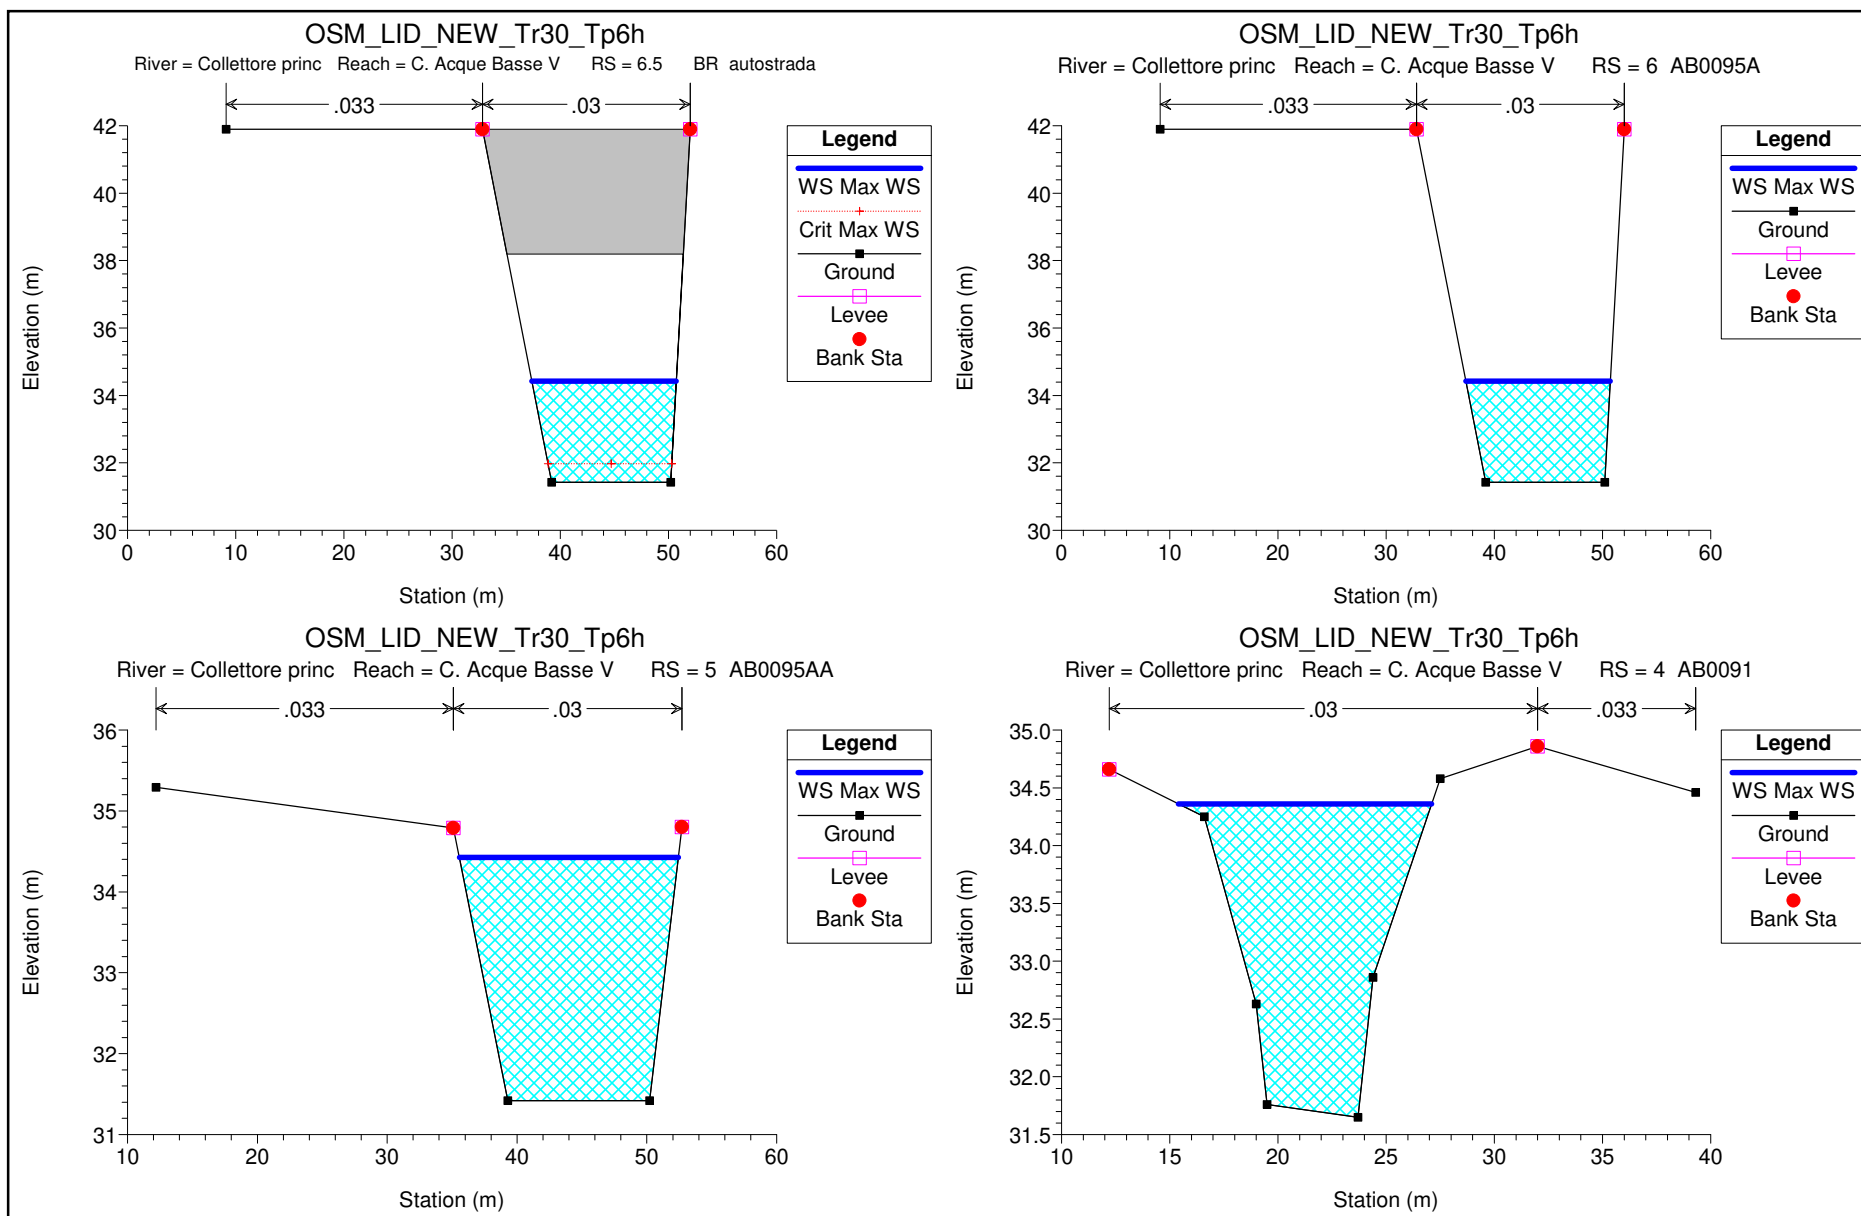 OSM_LID_NEW_Tr30_Tp6h
River = Collettore princ Reach = C. Acque Basse V RS = 6.5 BR autostrada
.033 .03
42
40
38
36
34
32
30
0 10 20 30 40 50 60
Elevation (m)
Station (m)
Legend
WS Max WS
Crit Max WS
Ground
Levee
Bank Sta
OSM_LID_NEW_Tr30_Tp6h
River = Collettore princ Reach = C. Acque Basse V RS = 6 AB0095A
.033 .03
42
40
38
36
34
32
30
0 10 20 30 40 50 60
Elevation (m)
Station (m)
Legend
WS Max WS
Ground
Levee
Bank Sta
OSM_LID_NEW_Tr30_Tp6h
River = Collettore princ Reach = C. Acque Basse V RS = 5 AB0095AA
.033 .03
36
35
34
33
32
31
10 20 30 40 50 60
Elevation (m)
Station (m)
Legend
WS Max WS
Ground
Levee
Bank Sta
OSM_LID_NEW_Tr30_Tp6h
River = Collettore princ Reach = C. Acque Basse V RS = 4 AB0091
.03 .033
35.0
34.5
34.0
33.5
33.0
32.5
32.0
31.5
10 15 20 25 30 35 40
Elevation (m)
Station (m)
Legend
WS Max WS
Ground
Levee
Bank Sta